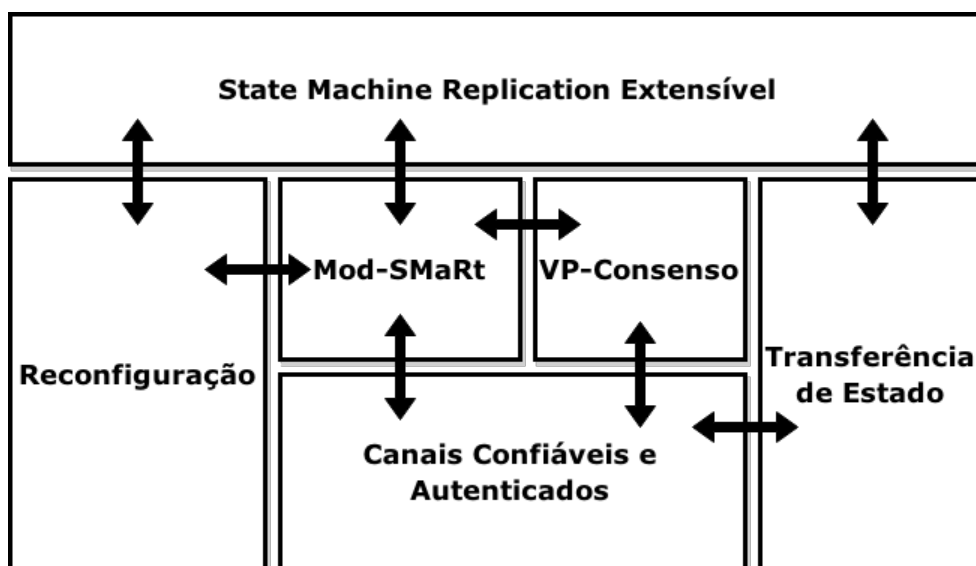 State Machine Replication Extensível
Mod-SMaRt
VP-Consenso
Reconfiguração
Transferência
de Estado
Canais Confiáveis e
Autenticados